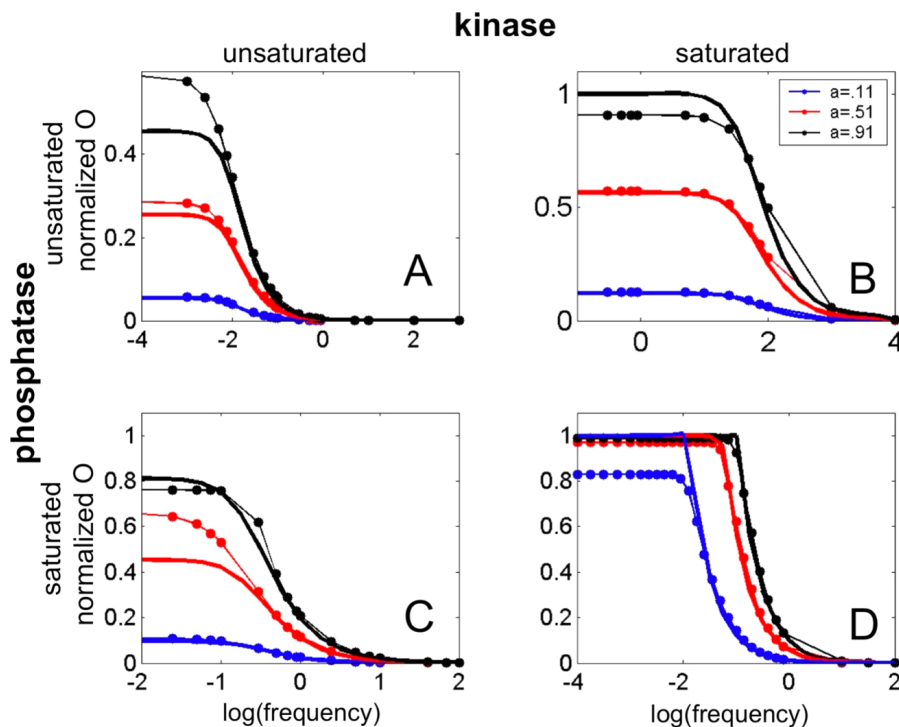 kinase
unsaturated
saturated
phosphatase
unsaturated
normalized O
0.4
0.2
0
-4
-2
0
2
A
1
0.5
0
0
2
4
B
a=.11
a=.51
a=.91
saturated
normalized O
1
0.8
0.6
0.4
0.2
0
-2
-1
0
1
2
C
log(frequency)
1
0.8
0.6
0.4
0.2
0
-4
-2
0
2
D
log(frequency)